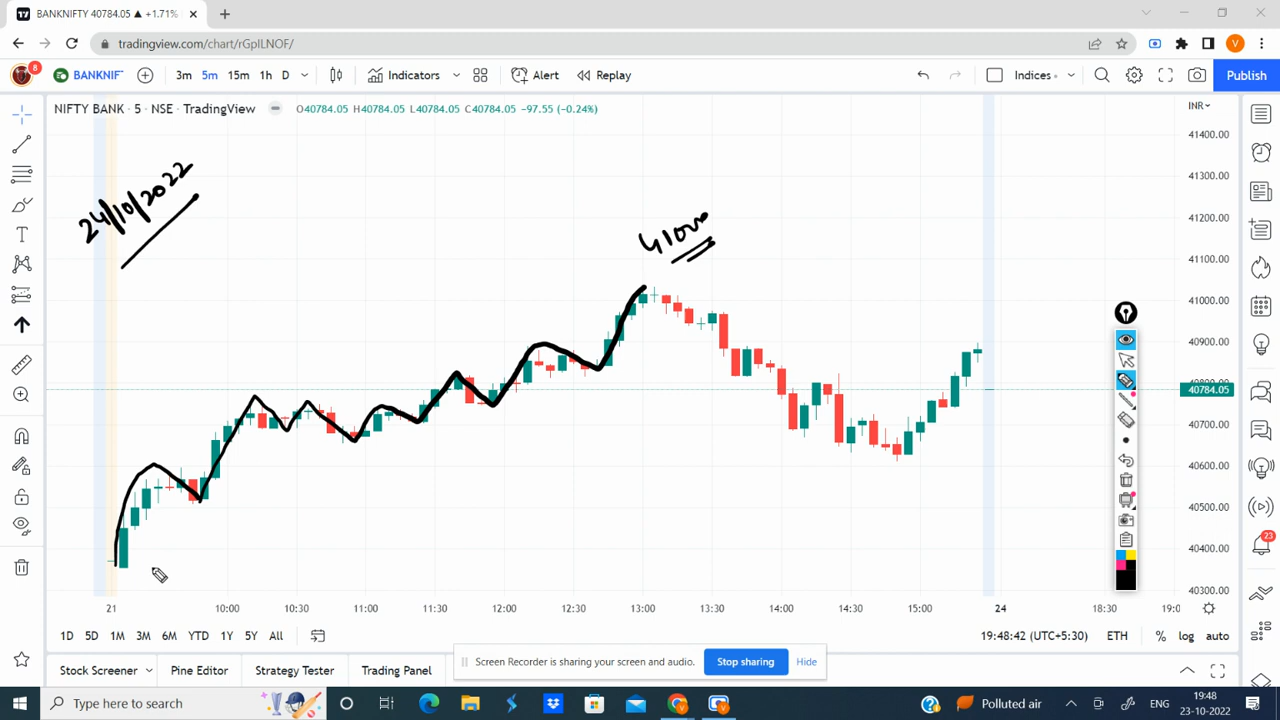 BANKNIFTY 40784.05 ▲ +1.71%
tradingview.com/chart/rGpILNOF/
V
8
BANKNIF
3m 5m 15m 1h D
Indicators
Alert
Replay
Indices
Publish
NIFTY BANK · 5 · NSE · TradingView
O40784.05 H40784.05 L40784.05 C40784.05 −97.55 (−0.24%)
INR
24/10/2022
41400.00
41300.00
41200.00
41100.00
41000.00
40900.00
40800.00
40784.05
40700.00
40600.00
40500.00
40400.00
40300.00
23
21 10:00 10:30 11:00 11:30 12:00 12:30 13:00 13:30 14:00 14:30 15:00 24 18:30 19:0
1D 5D 1M 3M 6M YTD 1Y 5Y All
19:48:42 (UTC+5:30) ETH % log auto
Stock Screener Pine Editor Strategy Tester Trading Panel
Screen Recorder is sharing your screen and audio. Stop sharing Hide
Type here to search
Polluted air
ENG
19:48
23-10-2022